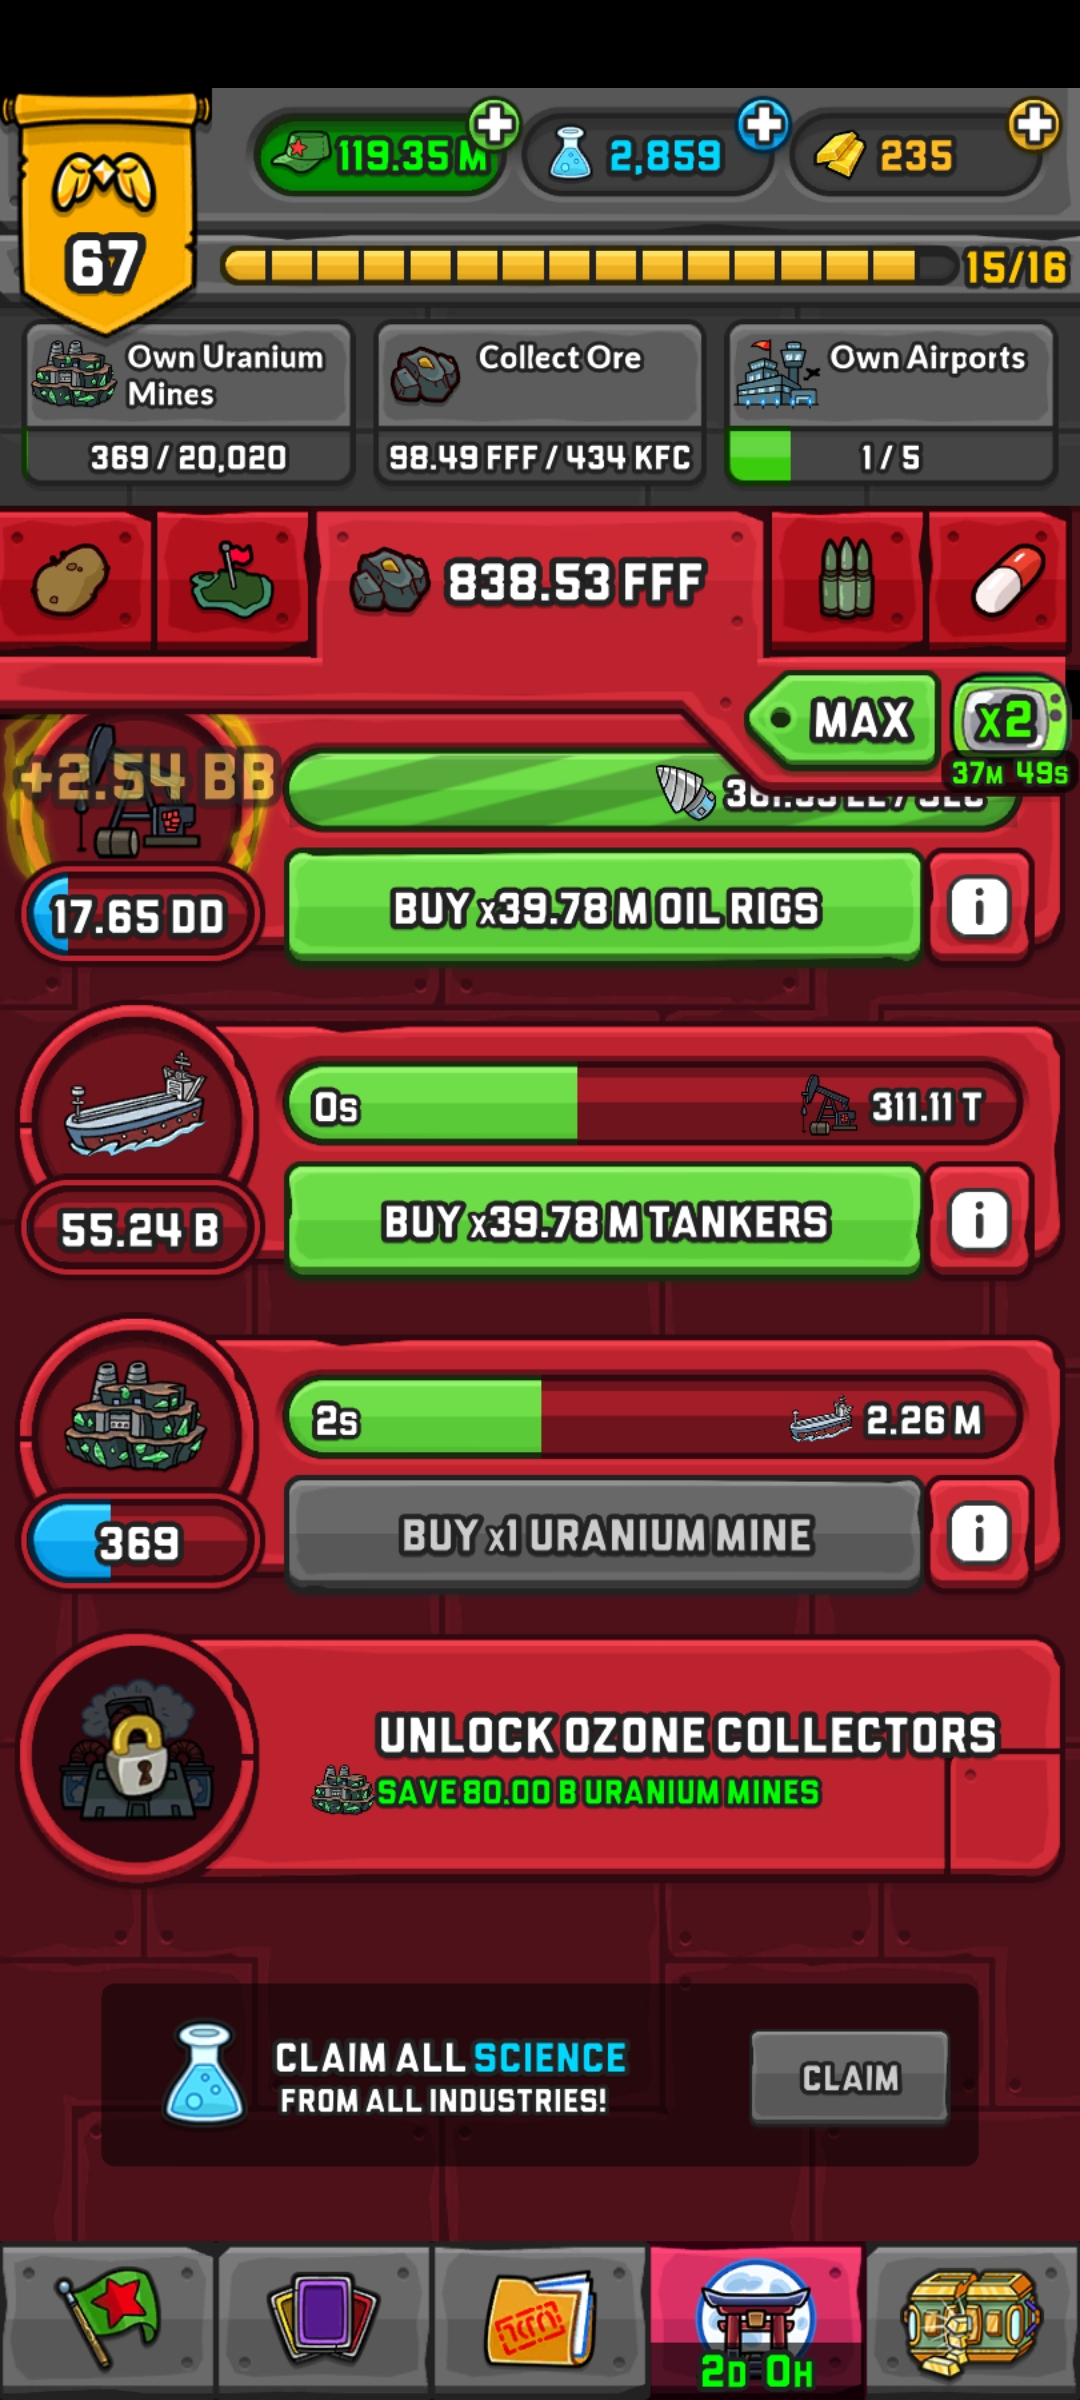 119.35 M
2,859
235
67
15/16
Own Uranium
Mines
369 / 20,020
Collect Ore
98.49 FFF / 434 KFC
Own Airports
1 / 5
838.53 FFF
MAX
x2
37M 49S
+2.54 BB
17.65 DD
BUY x39.78 M OIL RIGS
i
0s
311.11 T
55.24 B
BUY x39.78 M TANKERS
i
2s
2.26 M
369
BUY x1 URANIUM MINE
i
UNLOCK OZONE COLLECTORS
SAVE 80.00 B URANIUM MINES
CLAIM ALL SCIENCE
FROM ALL INDUSTRIES!
CLAIM
2D 0H